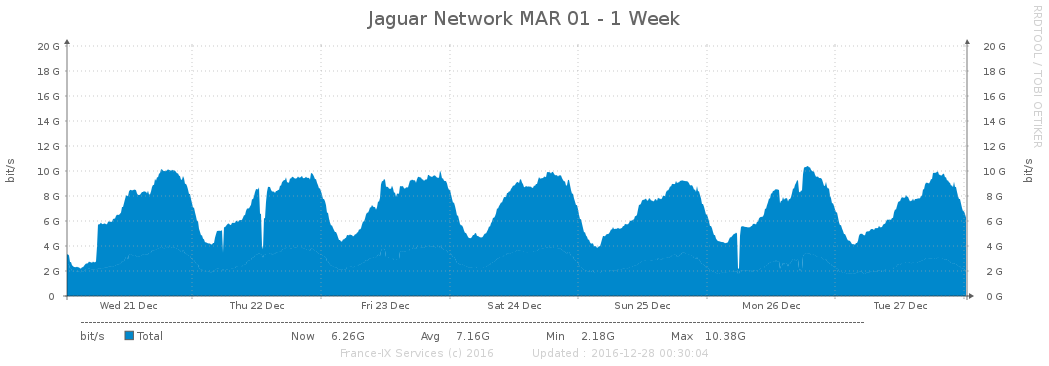 Jaguar Network MAR 01 - 1 Week
RRDTOOL / TOBI OETIKER
bit/s
bit/s
20 G 20 G
18 G 18 G
16 G 16 G
14 G 14 G
12 G 12 G
10 G 10 G
8 G 8 G
6 G 6 G
4 G 4 G
2 G 2 G
0 0 G
Wed 21 Dec Thu 22 Dec Fri 23 Dec Sat 24 Dec Sun 25 Dec Mon 26 Dec Tue 27 Dec
bit/s Total Now 6.26G Avg 7.16G Min 2.18G Max 10.38G
France-IX Services (c) 2016 Updated : 2016-12-28 00:30:04